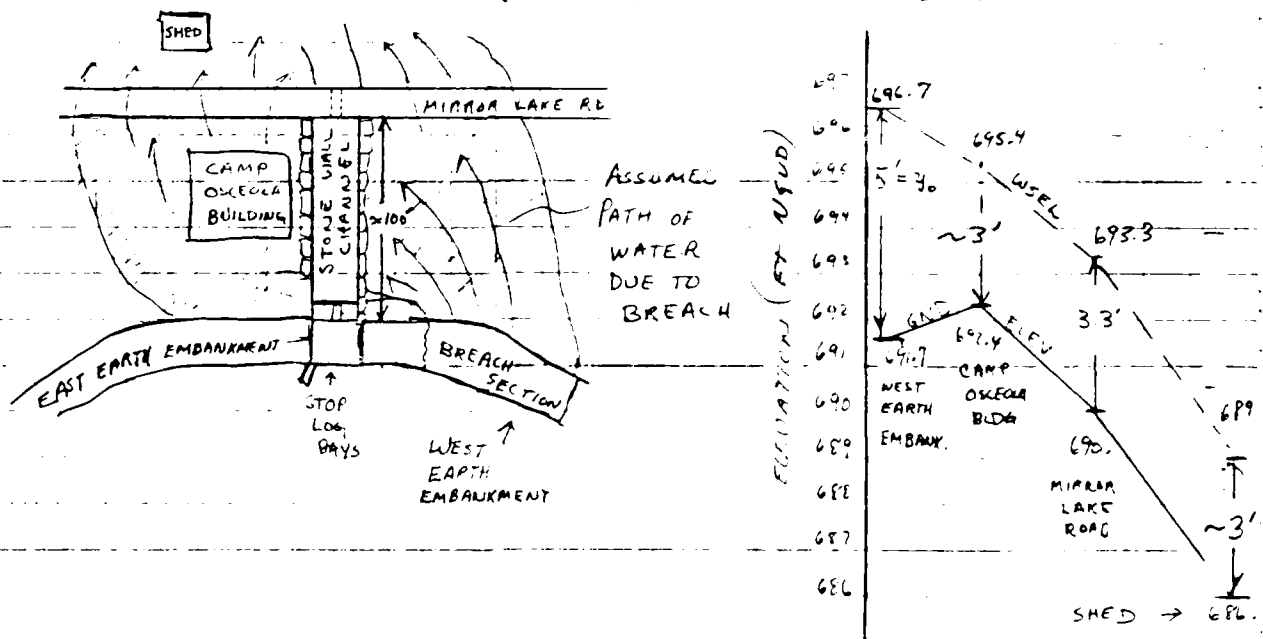 SHED
MIRROR LAKE RD
CAMP
OSCEOLA
BUILDING
STONE WALL
CHANNEL
≈100'
ASSUMED
PATH OF
WATER
DUE TO
BREACH
EAST EARTH EMBANKMENT
BREACH
SECTION
STOP
LOG
BAYS
WEST
EARTH
EMBANKMENT
ELEVATION (FT NGVD)
697
696
695
694
693
692
691
690
689
688
687
686
696.7
5' = y₀
695.4
WSEL
~3'
693.3
3.3'
GND ELEV
691.7
WEST
EARTH
EMBANK.
692.4
CAMP
OSCEOLA
BLDG
690.
MIRROR
LAKE
ROAD
689
~3'
SHED → 686.